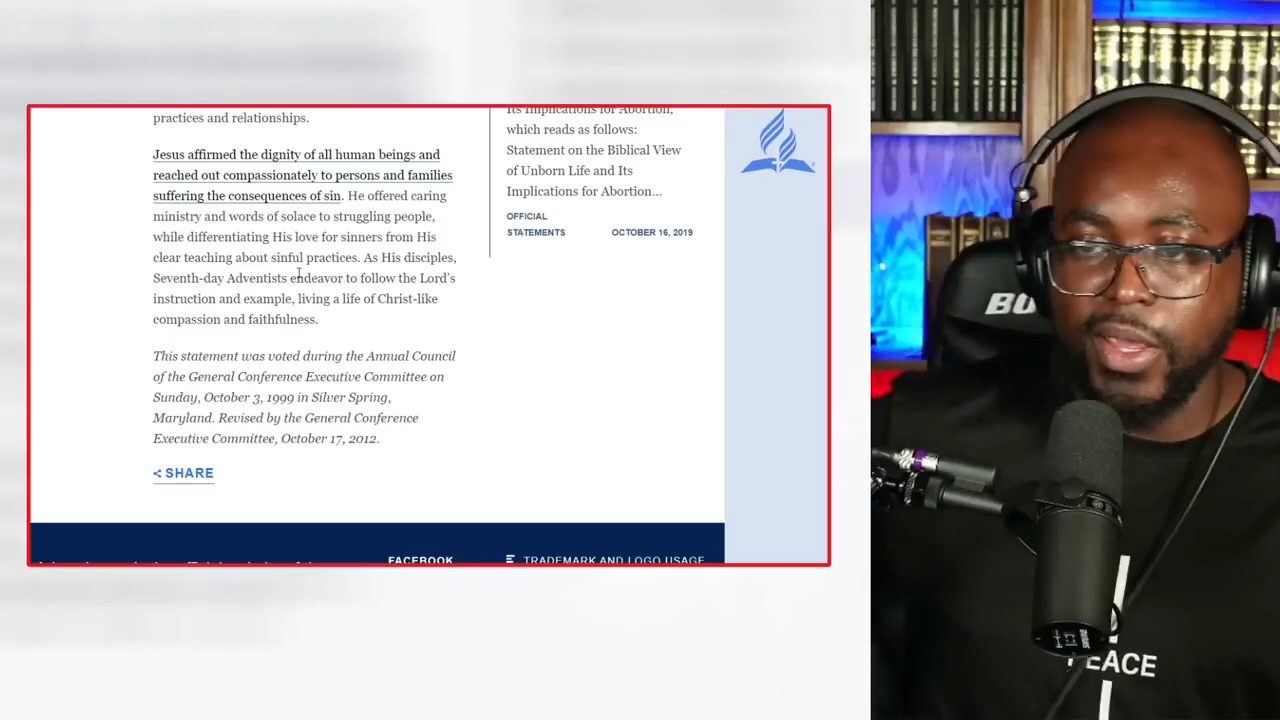 practices and relationships.
Jesus affirmed the dignity of all human beings and
reached out compassionately to persons and families
suffering the consequences of sin. He offered caring
ministry and words of solace to struggling people,
while differentiating His love for sinners from His
clear teaching about sinful practices. As His disciples,
Seventh-day Adventists endeavor to follow the Lord's
instruction and example, living a life of Christ-like
compassion and faithfulness.
This statement was voted during the Annual Council
of the General Conference Executive Committee on
Sunday, October 3, 1999 in Silver Spring,
Maryland. Revised by the General Conference
Executive Committee, October 17, 2012.
SHARE
Its Implications for Abortion,
which reads as follows:
Statement on the Biblical View
of Unborn Life and Its
Implications for Abortion...
OFFICIAL
STATEMENTS
OCTOBER 16, 2019
FACEBOOK
TRADEMARK AND LOGO USAGE
PEACE